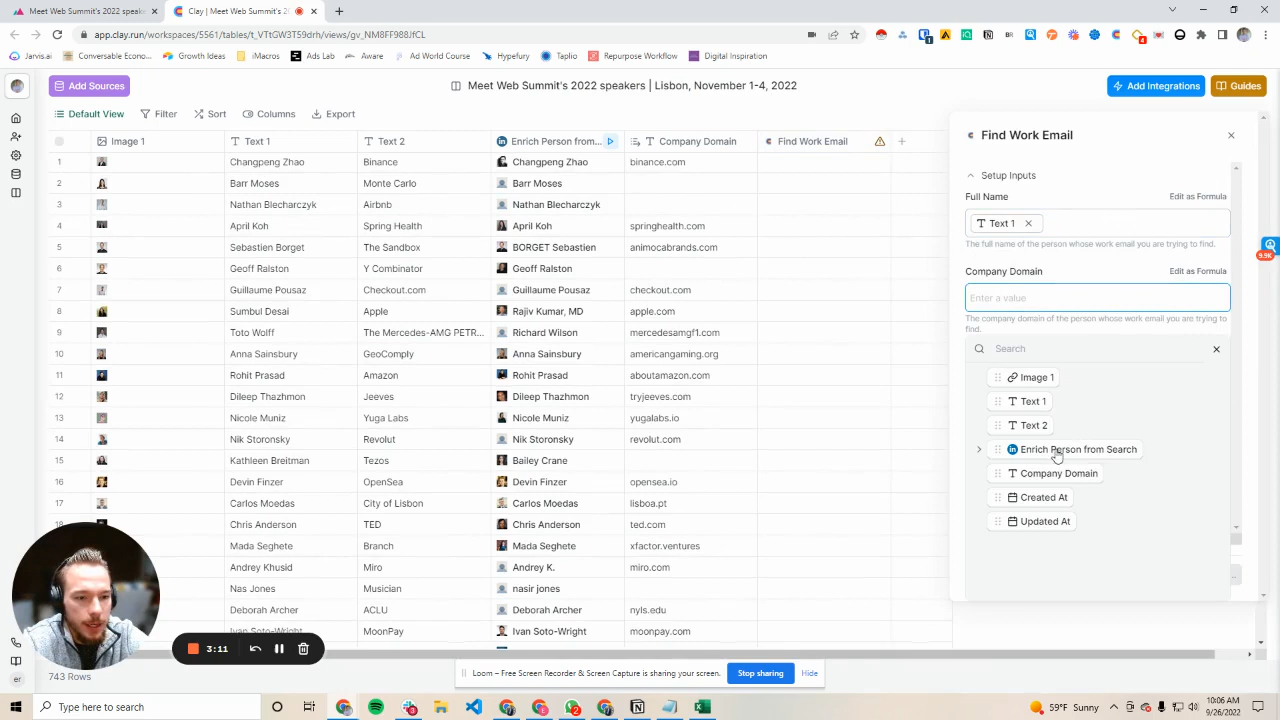 Meet Web Summit's 2022 speake
Clay | Meet Web Summit's 20
app.clay.run/workspaces/5561/tables/t_VTtGW3T59drh/views/gv_NM8FF988JfCL
Jarvisai
Conversable Econo...
Growth Ideas
iMacros
Ads Lab
Aware
Ad World Course
Hypefury
Taplio
Repurpose Workflow
Digital Inspiration
Add Sources
Meet Web Summit's 2022 speakers | Lisbon, November 1-4, 2022
Add Integrations
Guides
Default View
Filter
Sort
Columns
Export
Image 1 Text 1 Text 2 Enrich Person from... Company Domain Find Work Email
1 Changpeng Zhao Binance Changpeng Zhao binance.com
2 Barr Moses Monte Carlo Barr Moses
3 Nathan Blecharczyk Airbnb Nathan Blecharczyk
4 April Koh Spring Health April Koh springhealth.com
5 Sebastien Borget The Sandbox BORGET Sebastien animocabrands.com
6 Geoff Ralston Y Combinator Geoff Ralston
7 Guillaume Pousaz Checkout.com Guillaume Pousaz checkout.com
8 Sumbul Desai Apple Rajiv Kumar, MD apple.com
9 Toto Wolff The Mercedes-AMG PETR... Richard Wilson mercedesamgf1.com
10 Anna Sainsbury GeoComply Anna Sainsbury americangaming.org
11 Rohit Prasad Amazon Rohit Prasad aboutamazon.com
12 Dileep Thazhmon Jeeves Dileep Thazhmon tryjeeves.com
13 Nicole Muniz Yuga Labs Nicole Muniz yugalabs.io
14 Nik Storonsky Revolut Nik Storonsky revolut.com
15 Kathleen Breitman Tezos Bailey Crane
16 Devin Finzer OpenSea Devin Finzer opensea.io
17 Carlos Moedas City of Lisbon Carlos Moedas lisboa.pt
18 Chris Anderson TED Chris Anderson ted.com
Mada Seghete Branch Mada Seghete xfactor.ventures
Andrey Khusid Miro Andrey K. miro.com
Nas Jones Musician nasir jones
Deborah Archer ACLU Deborah Archer nyls.edu
Ivan Soto-Wright MoonPay Ivan Soto-Wright moonpay.com
43 Rows
Find Work Email
Setup Inputs
Full Name
Edit as Formula
Text 1
The full name of the person whose work email you are trying to find.
Company Domain
Edit as Formula
Enter a value
The company domain of the person whose work email you are trying to
find.
Search
Image 1
Text 1
Text 2
Enrich Person from Search
Company Domain
Created At
Updated At
9.9K
3:11
Loom – Free Screen Recorder & Screen Capture is sharing your screen.
Stop sharing
Hide
Type here to search
59°F Sunny
10:06 AM
9/26/2022